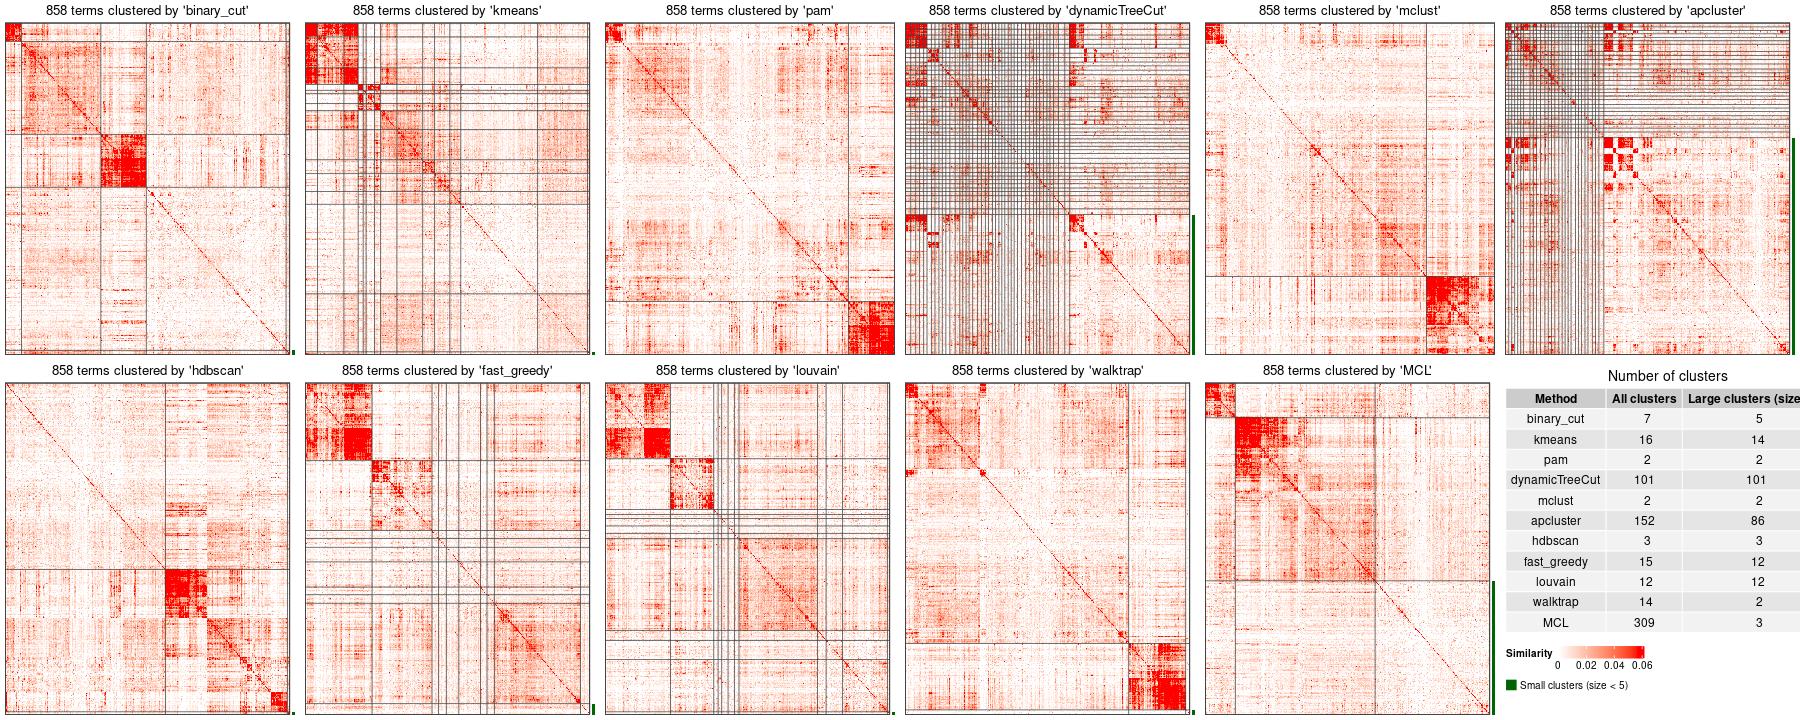 858 terms clustered by 'binary_cut'
858 terms clustered by 'kmeans'
858 terms clustered by 'pam'
858 terms clustered by 'dynamicTreeCut'
858 terms clustered by 'mclust'
858 terms clustered by 'apcluster'
858 terms clustered by 'hdbscan'
858 terms clustered by 'fast_greedy'
858 terms clustered by 'louvain'
858 terms clustered by 'walktrap'
858 terms clustered by 'MCL'
Number of clusters
Method All clusters Large clusters (size
binary_cut 7 5
kmeans 16 14
pam 2 2
dynamicTreeCut 101 101
mclust 2 2
apcluster 152 86
hdbscan 3 3
fast_greedy 15 12
louvain 12 12
walktrap 14 2
MCL 309 3
Similarity
0 0.02 0.04 0.06
Small clusters (size < 5)